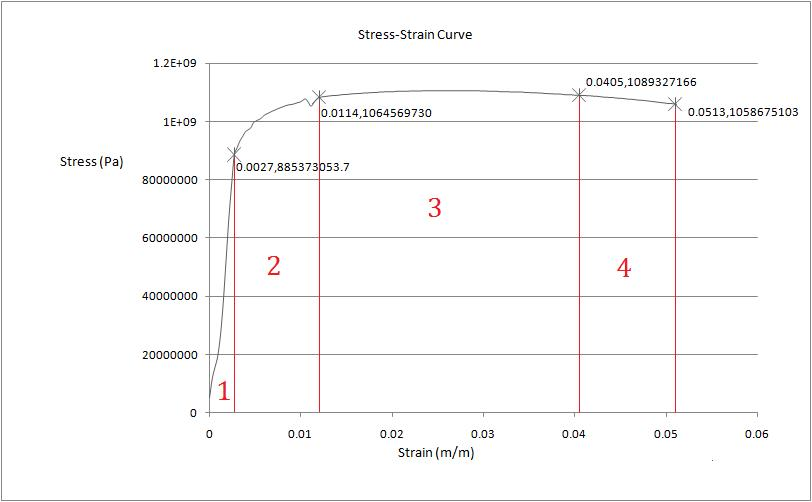 Stress-Strain Curve
1.2E+09
1E+09
80000000
60000000
40000000
20000000
0
Stress (Pa)
0.0027,885373053.7
0.0114,1064569730
0.0405,1089327166
0.0513,1058675103
1
2
3
4
0 0.01 0.02 0.03 0.04 0.05 0.06
Strain (m/m)